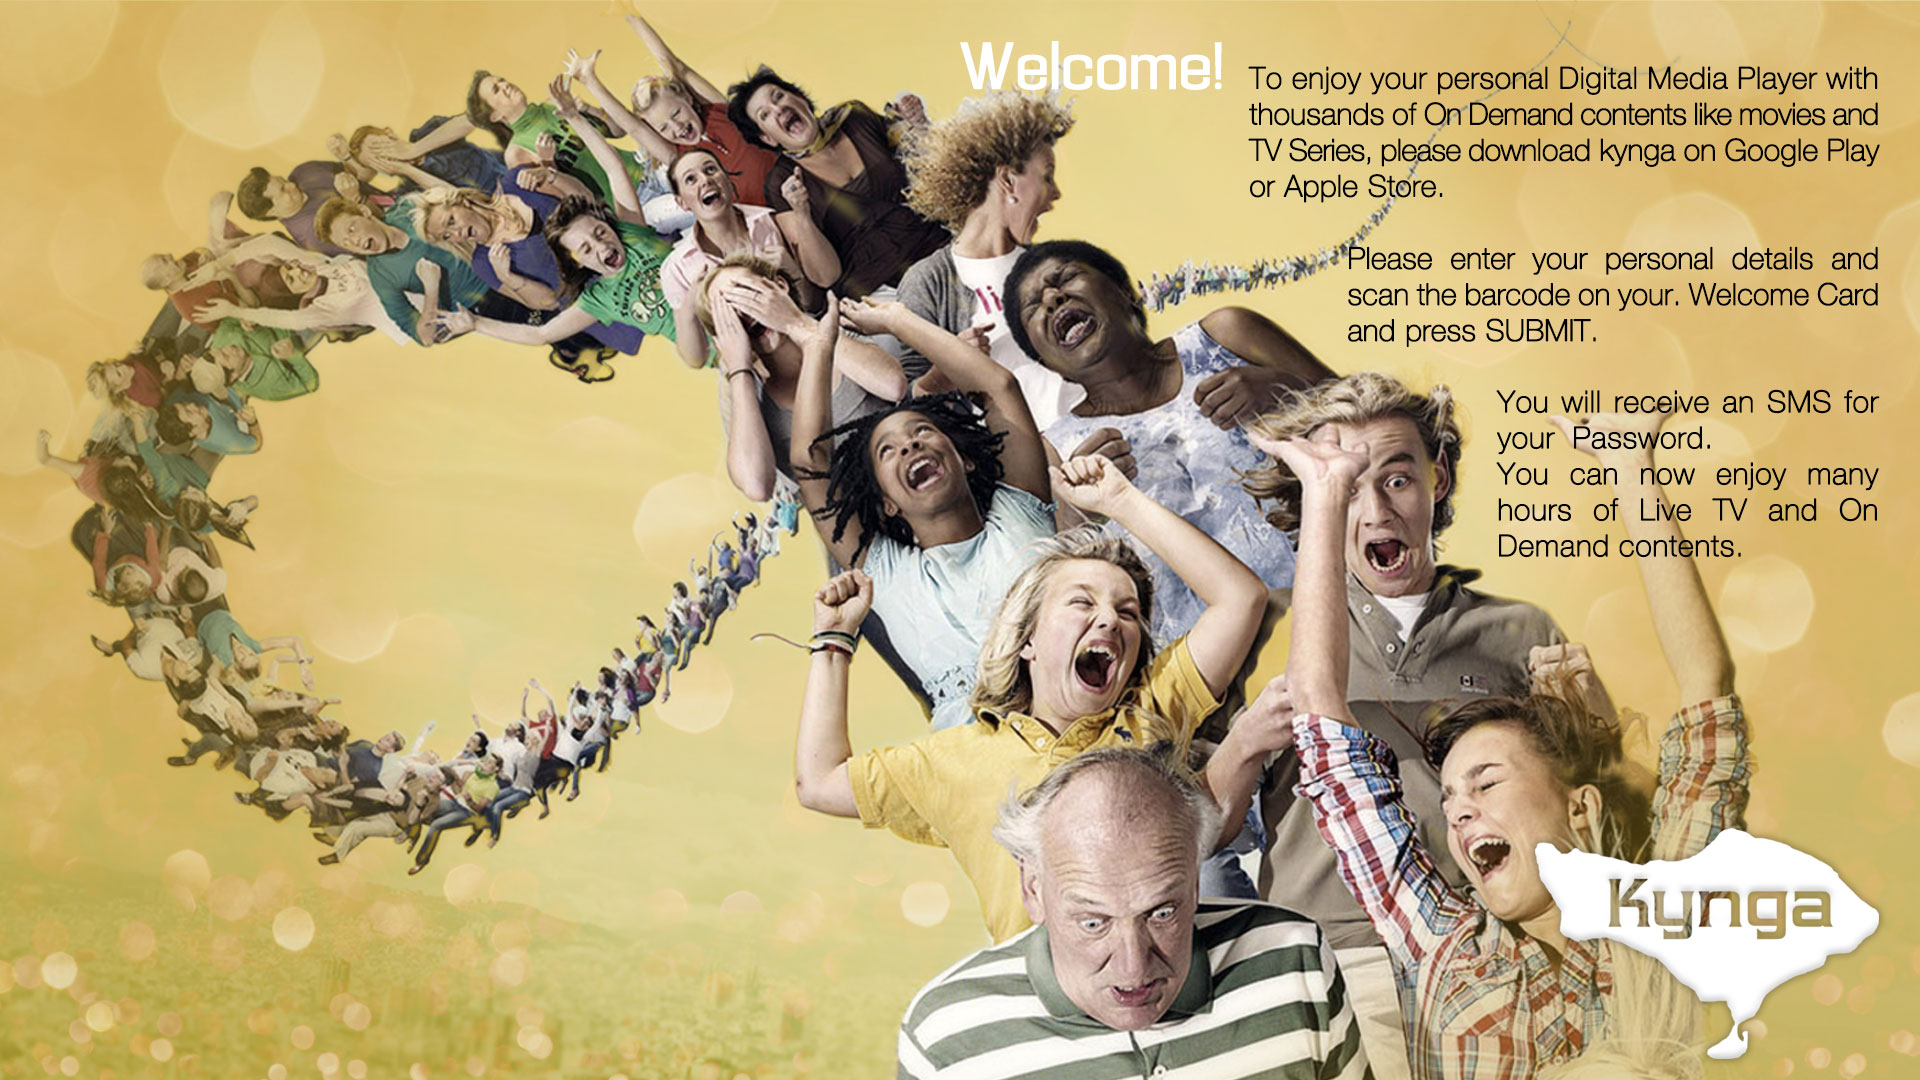 Welcome!
To enjoy your personal Digital Media Player with
thousands of On Demand contents like movies and
TV Series, please download kynga on Google Play
or Apple Store.
Please enter your personal details and
scan the barcode on your. Welcome Card
and press SUBMIT.
You will receive an SMS for
your Password.
You can now enjoy many
hours of Live TV and On
Demand contents.
Kynga